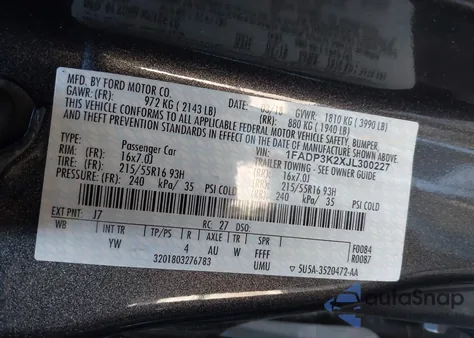 MFD. BY FORD MOTOR CO.
DATE: GVWR: 1810 KG ( 3990 LB)
GAWR: (FR): 972 KG ( 2143 LB) (RR): 880 KG ( 1940 LB)
THIS VEHICLE CONFORMS TO ALL APPLICABLE FEDERAL MOTOR VEHICLE SAFETY, BUMPER,
AND THEFT PREVENTION STANDARDS IN EFFECT ON THE DATE OF MANUFACTURE SHOWN ABOVE.
1FADP3K2XJL300227
TYPE: Passenger Car TRAILER TOWING - SEE OWNER GUIDE
(FR): 16x7.0J 215/55R16 93H (RR): 16x7.0J 215/55R16 93H
PRESSURE: (FR) 240 kPa/ 35 PSI COLD (RR) 240 kPa/ 35 PSI COLD
EXT PNT: J7 RC: 27 DSO:
WB INT TR TP/PS R AXLE TR SPR F0084
YW 4 AU W R0087
3201803276783 UMU 5U5A-3520472-AA
AutoSnap